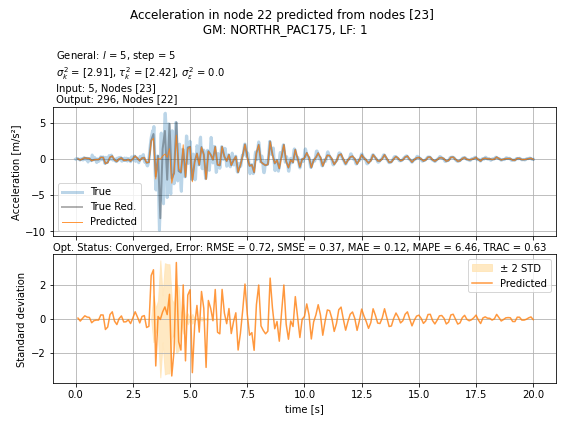 Acceleration in node 22 predicted from nodes [23]
GM: NORTHR_PAC175, LF: 1
General: l = 5, step = 5
σ_k² = [2.91], τ_k² = [2.42], σ_ε² = 0.0
Input: 5, Nodes [23]
Output: 296, Nodes [22]
Acceleration [m/s²]
5
0
−5
−10
True
True Red.
Predicted
Opt. Status: Converged, Error: RMSE = 0.72, SMSE = 0.37, MAE = 0.12, MAPE = 6.46, TRAC = 0.63
Standard deviation
2
0
−2
± 2 STD
Predicted
0.0 2.5 5.0 7.5 10.0 12.5 15.0 17.5 20.0
time [s]